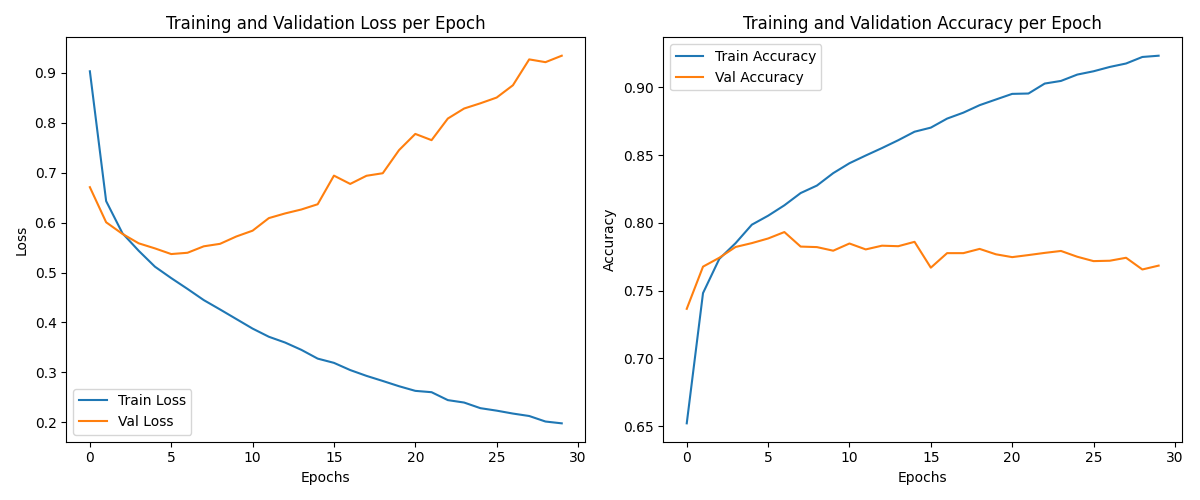 Training and Validation Loss per Epoch
Loss
0.9
0.8
0.7
0.6
0.5
0.4
0.3
0.2
Train Loss
Val Loss
0 5 10 15 20 25 30
Epochs
Training and Validation Accuracy per Epoch
Accuracy
Train Accuracy
Val Accuracy
0.90
0.85
0.80
0.75
0.70
0.65
0 5 10 15 20 25 30
Epochs